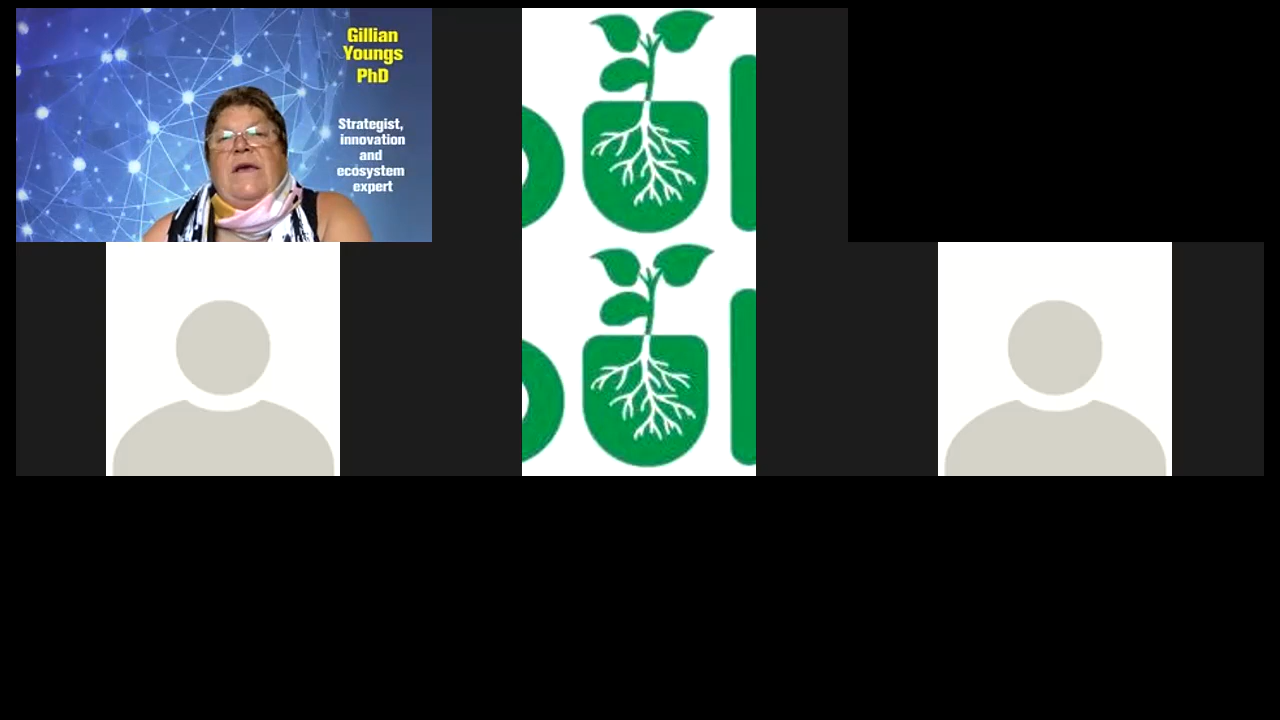 Gillian
Youngs
PhD
Strategist,
innovation
and
ecosystem
expert